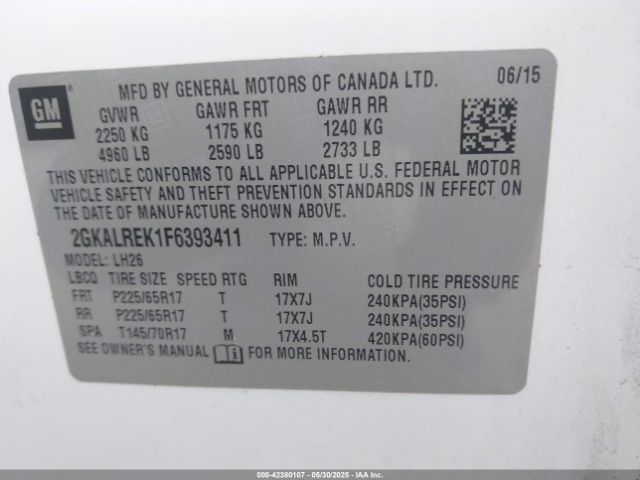 GM
MFD BY GENERAL MOTORS OF CANADA LTD. 06/15
GVWR GAWR FRT GAWR RR
2250 KG 1175 KG 1240 KG
4960 LB 2590 LB 2733 LB
THIS VEHICLE CONFORMS TO ALL APPLICABLE U.S. FEDERAL MOTOR
VEHICLE SAFETY AND THEFT PREVENTION STANDARDS IN EFFECT ON
THE DATE OF MANUFACTURE SHOWN ABOVE.
2GKALREK1F6393411 TYPE: M.P.V.
MODEL: LH26
LBCQ TIRE SIZE SPEED RTG RIM COLD TIRE PRESSURE
FRT P225/65R17 T 17X7J 240KPA(35PSI)
RR P225/65R17 T 17X7J 240KPA(35PSI)
SPA T145/70R17 M 17X4.5T 420KPA(60PSI)
SEE OWNER'S MANUAL FOR MORE INFORMATION.
000-42380107 - 05/30/2025 - IAAI.com